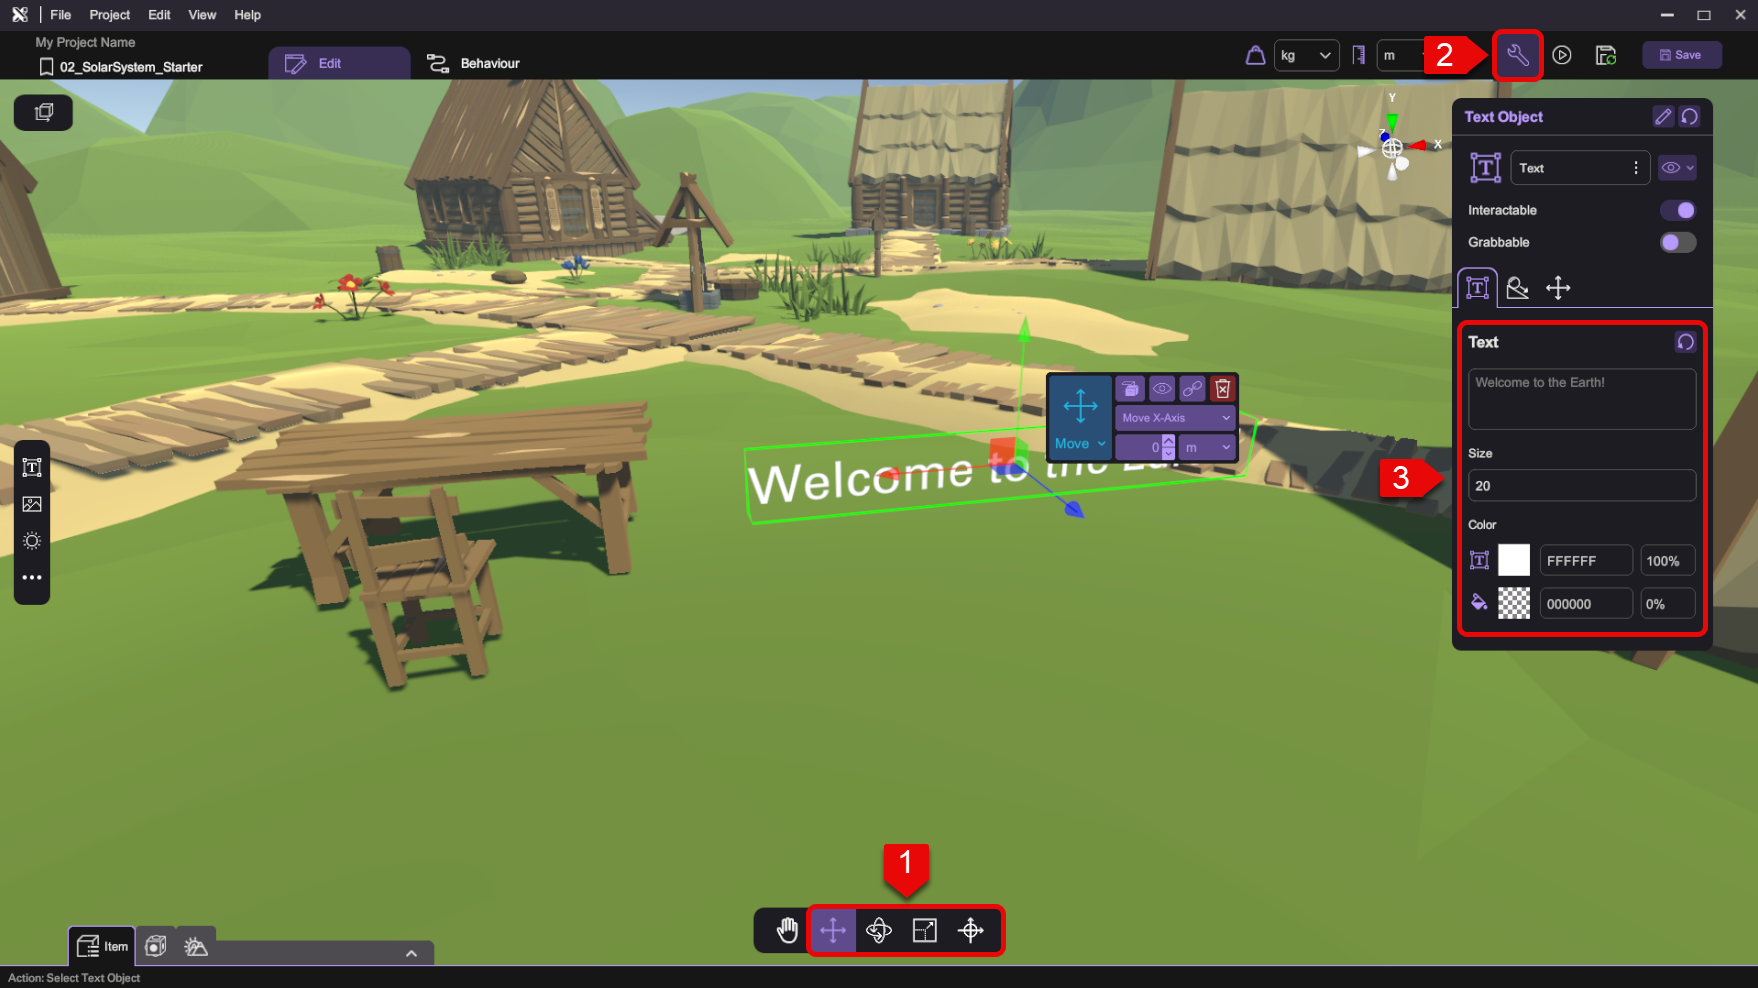 File Project Edit View Help
My Project Name
02_SolarSystem_Starter
Edit
Behaviour
kg
m
2
Save
Y
Z
X
Text Object
Text
Interactable
Grabbable
Text
Welcome to the Earth!
Size
20
Color
FFFFFF 100%
000000 0%
3
Move
Move X-Axis
0 m
Welcome to the
1
Item
Action: Select Text Object